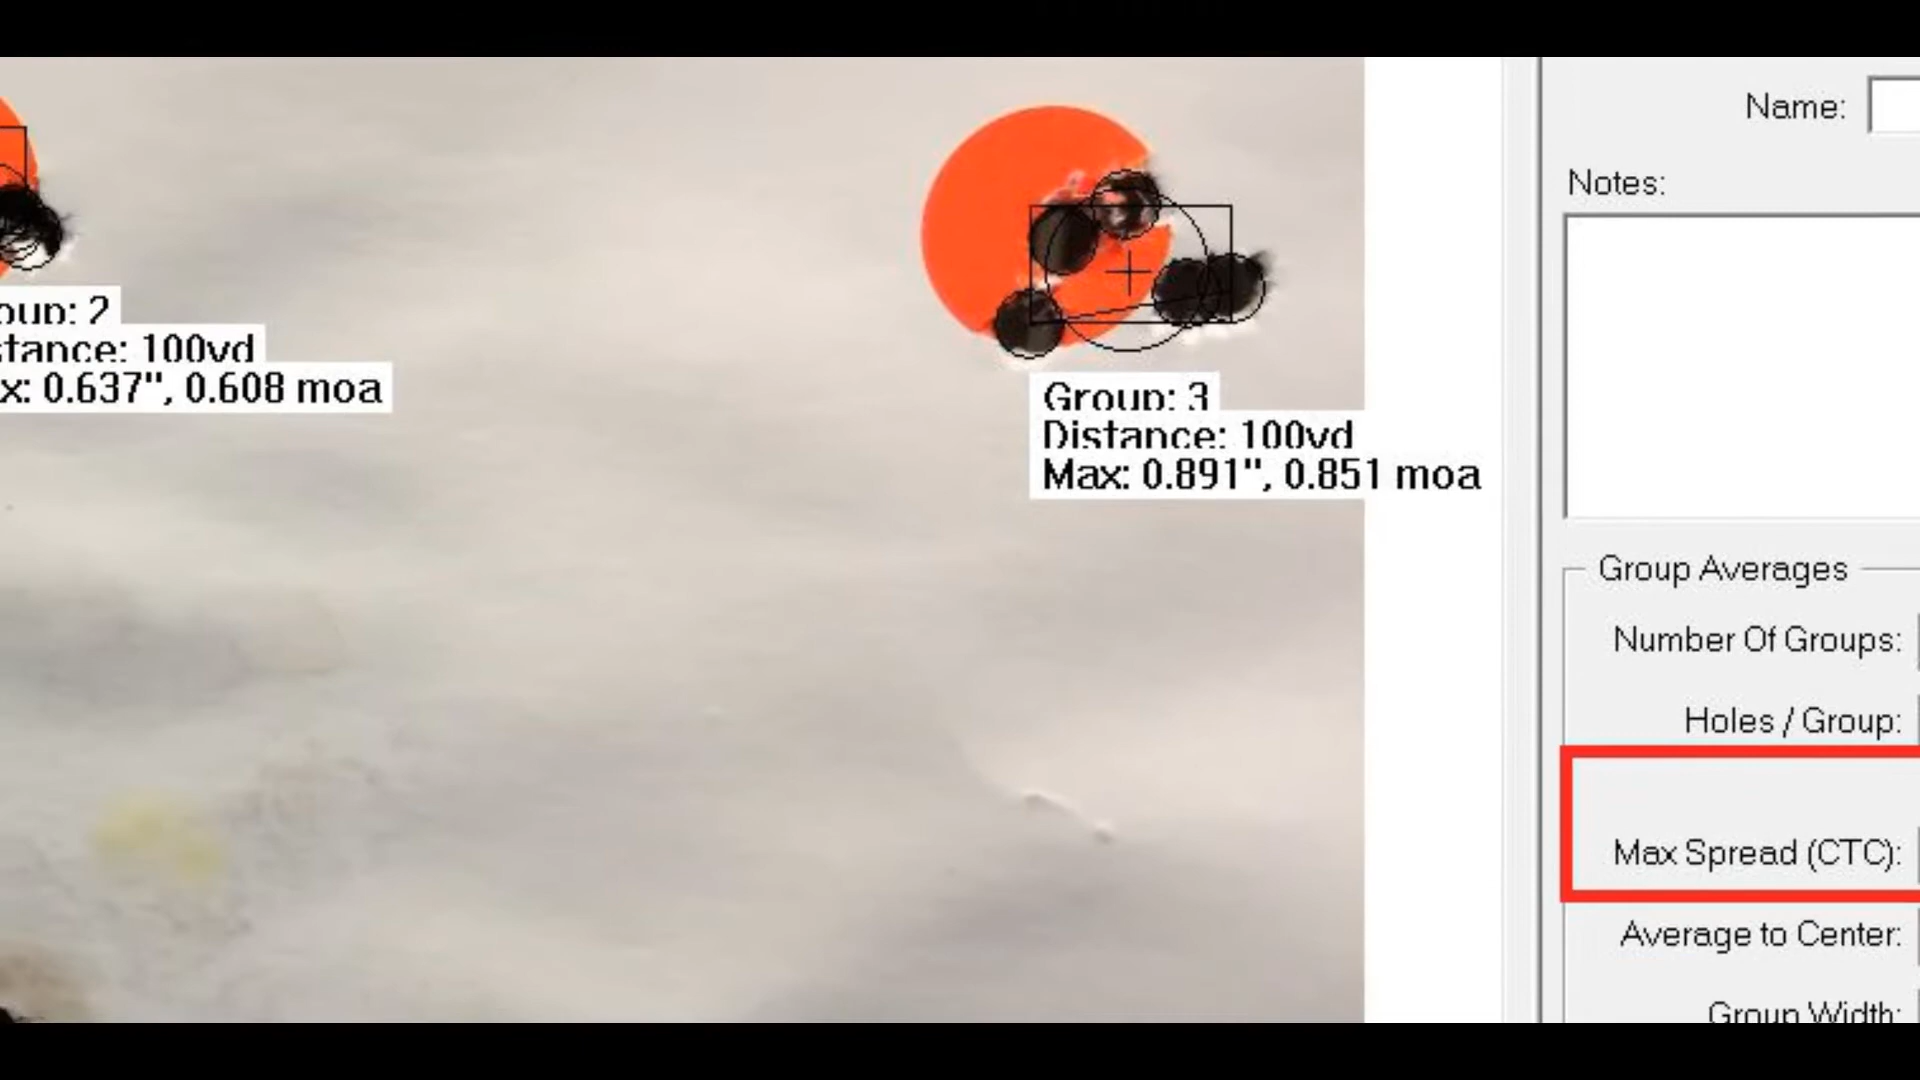 oup: 2
stance: 100yd
x: 0.637", 0.608 moa
Group: 3
Distance: 100yd
Max: 0.891", 0.851 moa
Name:
Notes:
Group Averages
Number Of Groups:
Holes / Group:
Max Spread (CTC):
Average to Center:
Group Width: